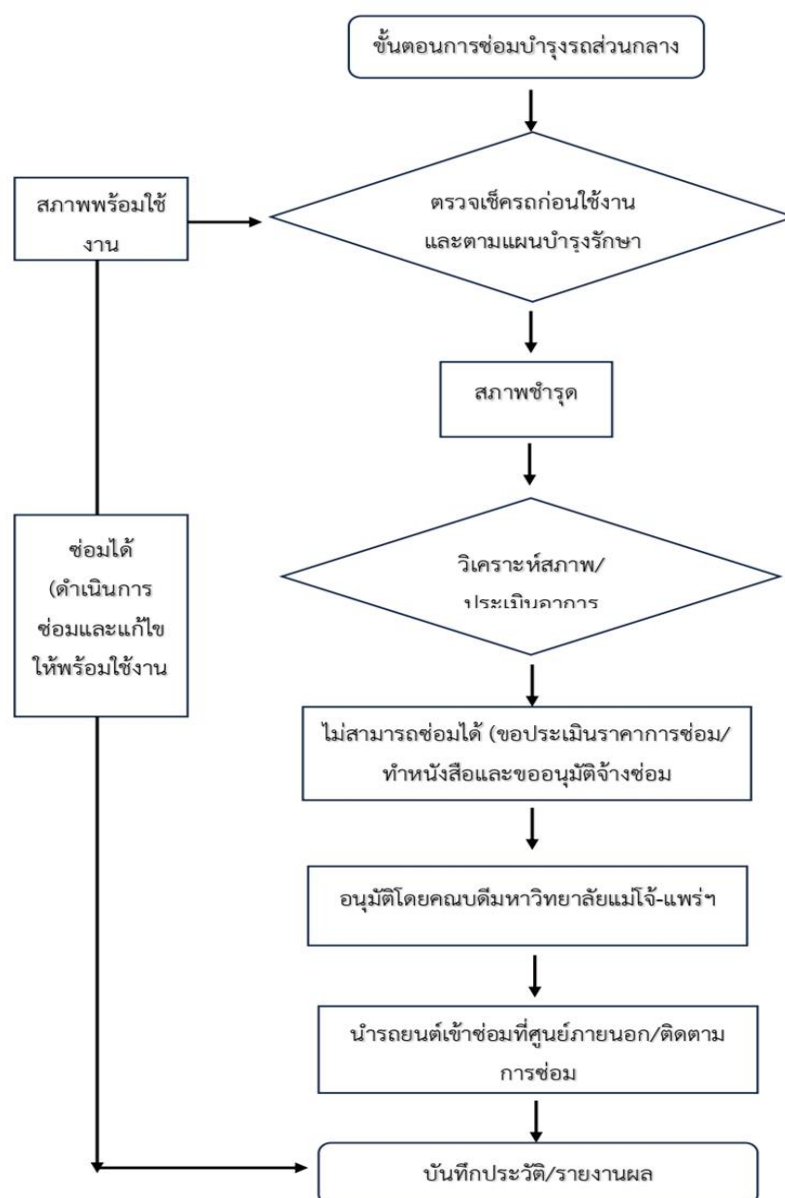 ขั้นตอนการซ่อมบำรุงรถส่วนกลาง
สภาพพร้อมใช้
งาน
ตรวจเช็ครถก่อนใช้งาน
และตามแผนบำรุงรักษา
สภาพชำรุด
ซ่อมได้
(ดำเนินการ
ซ่อมและแก้ไข
ให้พร้อมใช้งาน
วิเคราะห์สภาพ/
ประเมินอาการ
ไม่สามารถซ่อมได้ (ขอประเมินราคาการซ่อม/
ทำหนังสือและขออนุมัติจ้างซ่อม
อนุมัติโดยคณบดีมหาวิทยาลัยแม่โจ้-แพร่ฯ
นำรถยนต์เข้าซ่อมที่ศูนย์ภายนอก/ติดตาม
การซ่อม
บันทึกประวัติ/รายงานผล